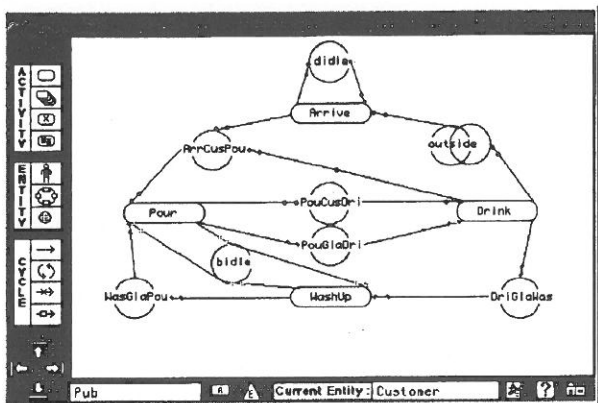 ACTIVITY
ENTITY
CYCLE
didle
Arrive
ArrCusPou
outside
Pour
PouCusDri
Drink
PouGlaDri
bidle
WasGlaPou
WashUp
DriGlaWas
Pub
Current Entity:
Customer
?